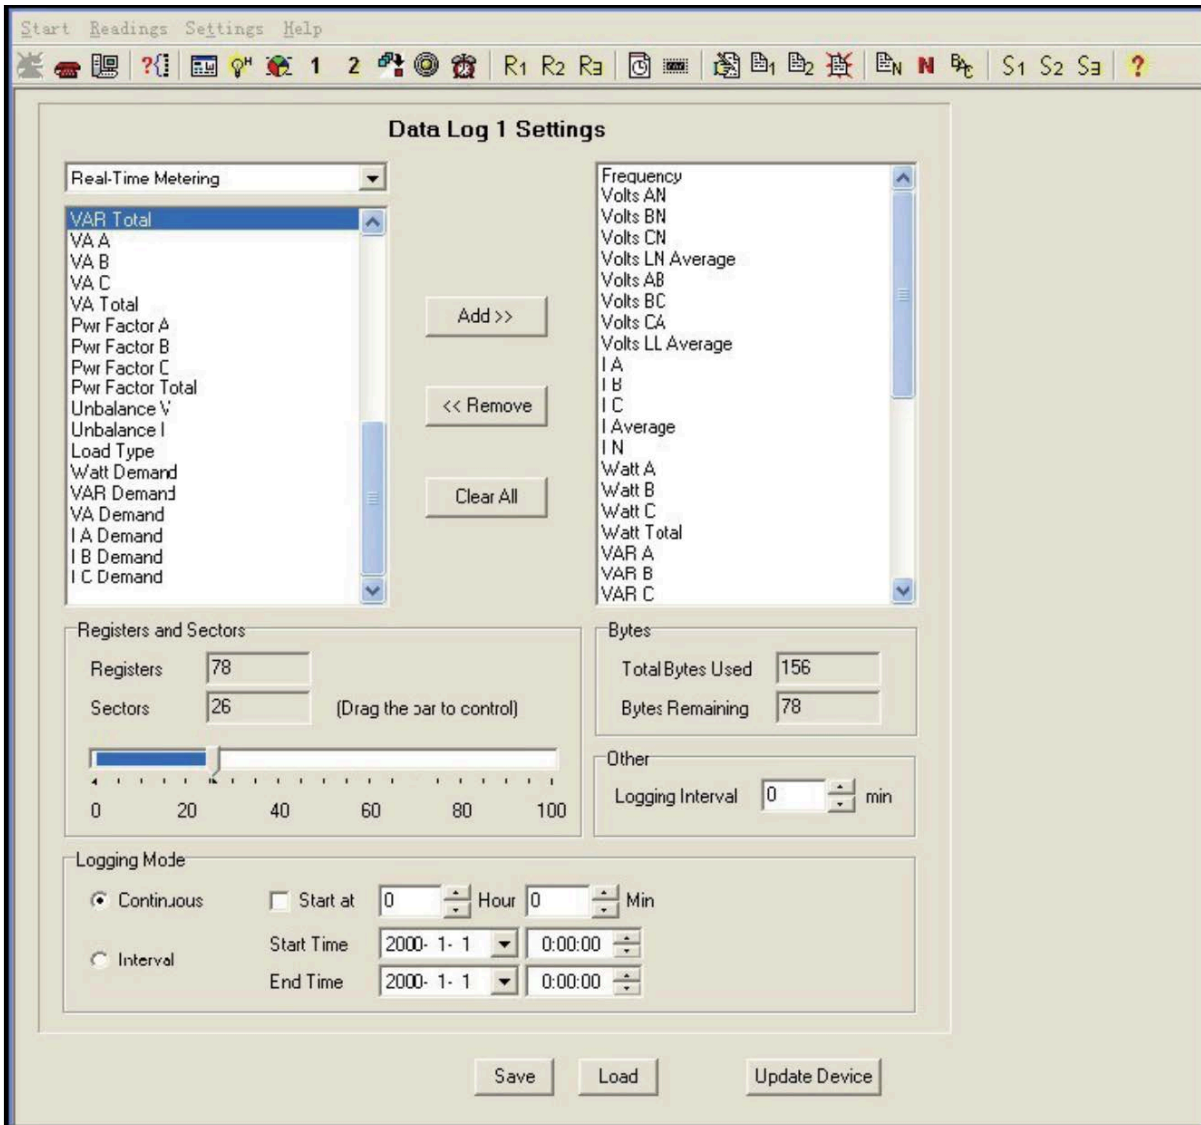 Start Readings Settings Help
?{} H 1 2 R1 R2 R3 1 2 N N S1 S2 S3 ?
Data Log 1 Settings
Real-Time Metering
VAR Total
VA A
VA B
VA C
VA Total
Pwr Factor A
Pwr Factor B
Pwr Factor C
Pwr Factor Total
Unbalance V
Unbalance I
Load Type
Watt Demand
VAR Demand
VA Demand
I A Demand
I B Demand
I C Demand
Add >>
<< Remove
Clear All
Frequency
Volts AN
Volts BN
Volts CN
Volts LN Average
Volts AB
Volts BC
Volts CA
Volts LL Average
I A
I B
I C
I Average
I N
Watt A
Watt B
Watt C
Watt Total
VAR A
VAR B
VAR C
Registers and Sectors
Registers 78
Sectors 26 (Drag the bar to control)
0 20 40 60 80 100
Bytes
Total Bytes Used 156
Bytes Remaining 78
Other
Logging Interval 0 min
Logging Mode
Continuous Start at 0 Hour 0 Min
Interval
Start Time 2000- 1- 1 0:00:00
End Time 2000- 1- 1 0:00:00
Save Load Update Device